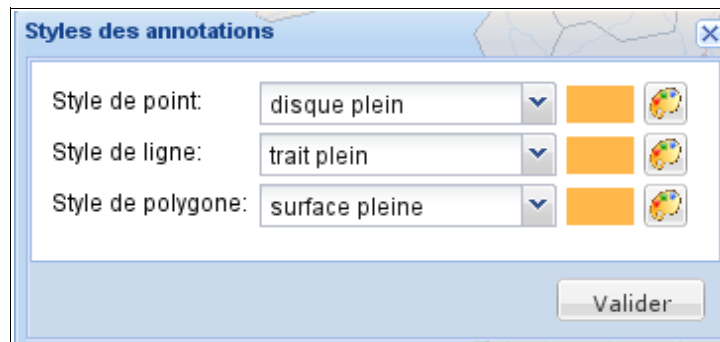 Styles des annotations
Style de point: disque plein
Style de ligne: trait plein
Style de polygone: surface pleine
Valider